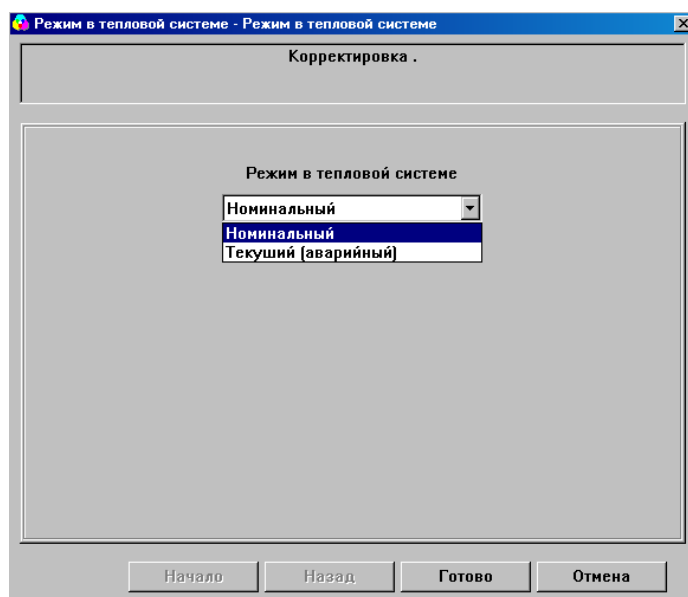 Режим в тепловой системе - Режим в тепловой системе
Корректировка .
Режим в тепловой системе
Номинальный
Номинальный
Текуший (аварийный)
Начало Назад Готово Отмена